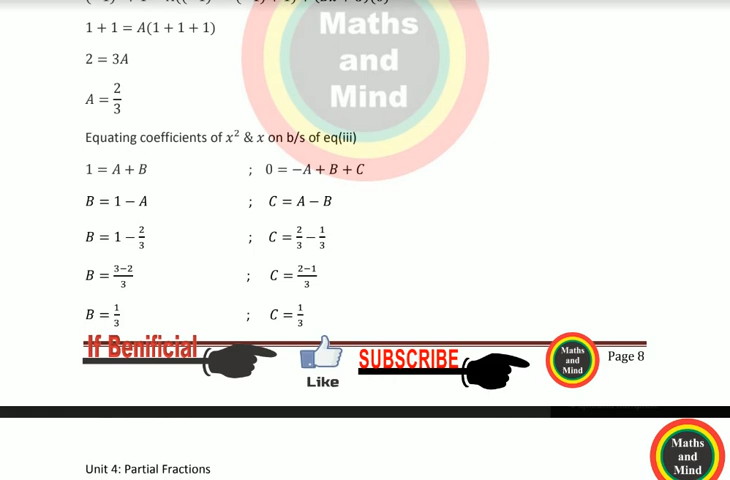 Maths
and
Mind
1 + 1 = A(1 + 1 + 1)
2 = 3A
A = 2/3
Equating coefficients of x² & x on b/s of eq(iii)
1 = A + B ; 0 = −A + B + C
B = 1 − A ; C = A − B
B = 1 − 2/3 ; C = 2/3 − 1/3
B = 3−2/3 ; C = 2−1/3
B = 1/3 ; C = 1/3
If Benificial
Like
SUBSCRIBE
Maths
and
Mind
Page 8
Maths
and
Mind
Unit 4: Partial Fractions